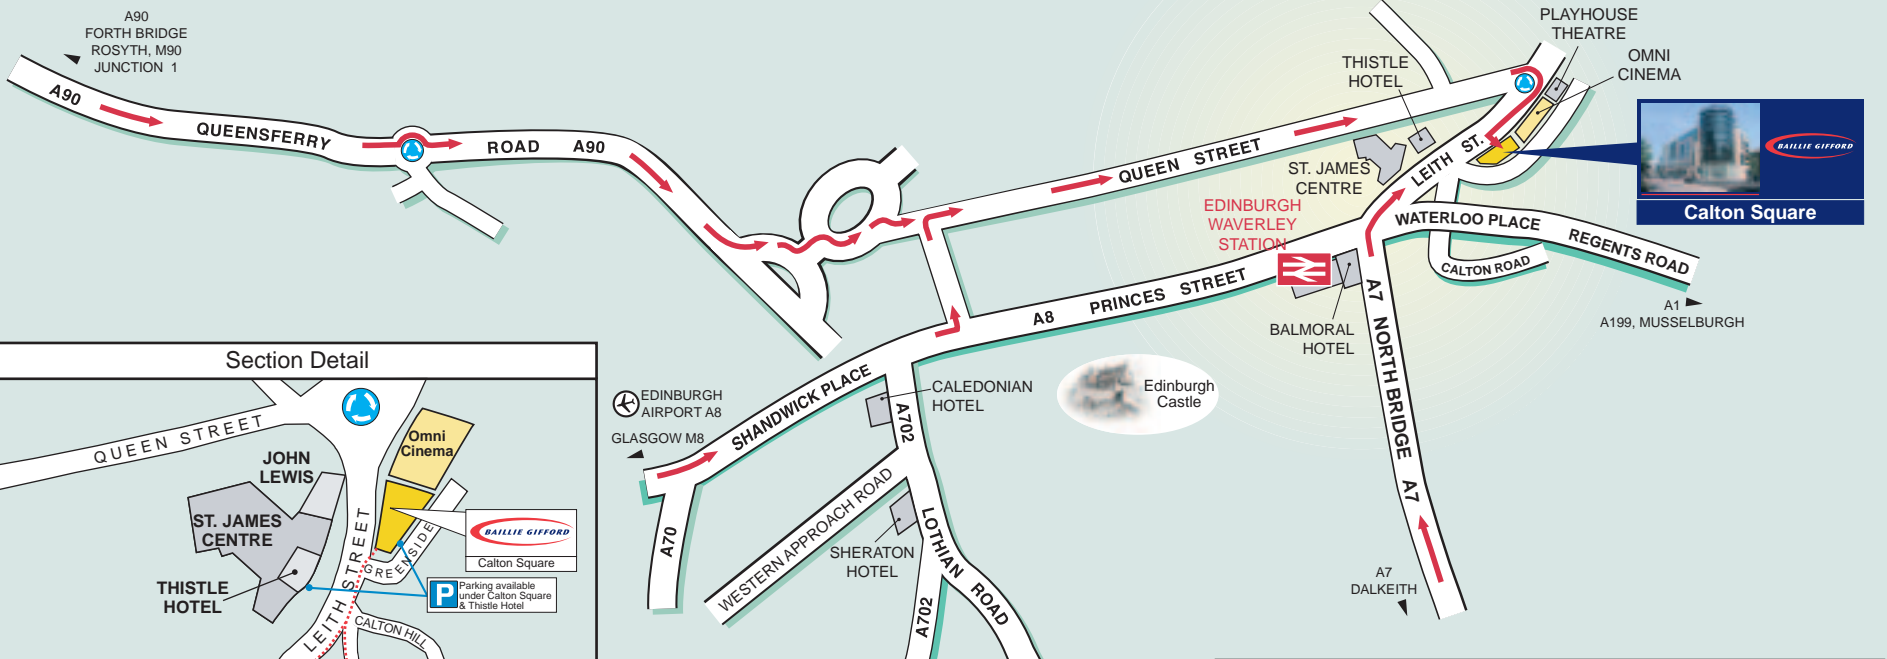 A90
FORTH BRIDGE
ROSYTH, M90
JUNCTION 1
A90
QUEENSFERRY
ROAD A90
QUEEN STREET
THISTLE
HOTEL
PLAYHOUSE
THEATRE
OMNI
CINEMA
ST. JAMES
CENTRE
LEITH ST.
BAILLIE GIFFORD
Calton Square
EDINBURGH
WAVERLEY
STATION
WATERLOO PLACE
REGENTS ROAD
CALTON ROAD
A1
A199, MUSSELBURGH
A8 PRINCES STREET
BALMORAL
HOTEL
A7 NORTH BRIDGE A7
A7
DALKEITH
Edinburgh
Castle
EDINBURGH
AIRPORT A8
GLASGOW M8
SHANDWICK PLACE
CALEDONIAN
HOTEL
A702
A70
WESTERN APPROACH ROAD
SHERATON
HOTEL
LOTHIAN ROAD
A702
Section Detail
QUEEN STREET
Omni
Cinema
JOHN
LEWIS
ST. JAMES
CENTRE
THISTLE
HOTEL
LEITH STREET
GREENSIDE
BAILLIE GIFFORD
Calton Square
P
Parking available
under Calton Square
& Thistle Hotel
CALTON HILL